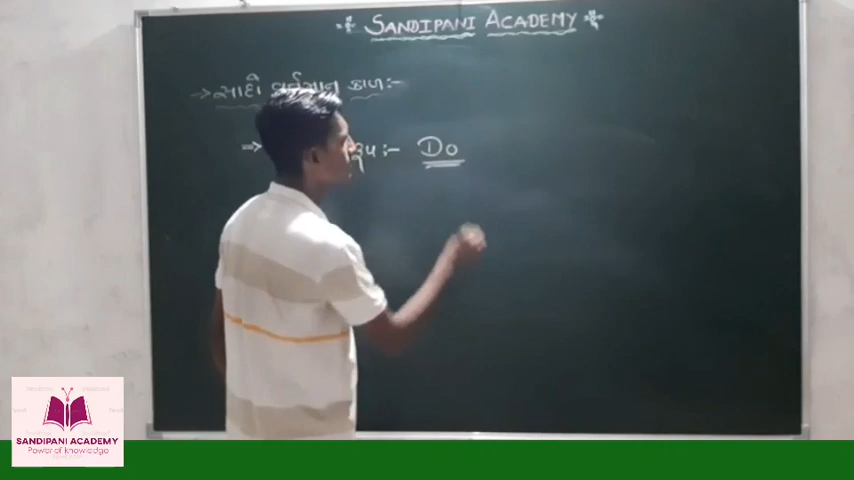 * SANDIPANI ACADEMY *
→ સાદો વર્તમાન કાળ :-
⇒ રૂપ :- Do
SANDIPANI ACADEMY
Power of knowledge